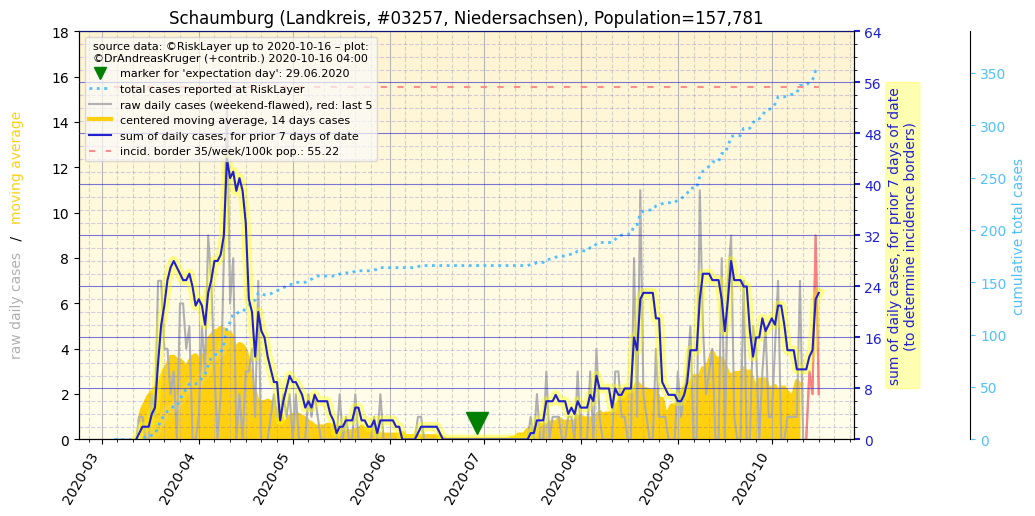 Schaumburg (Landkreis, #03257, Niedersachsen), Population=157,781
source data: ©RiskLayer up to 2020-10-16 – plot:
©DrAndreasKruger (+contrib.) 2020-10-16 04:00
marker for 'expectation day': 29.06.2020
total cases reported at RiskLayer
raw daily cases (weekend-flawed), red: last 5
centered moving average, 14 days cases
sum of daily cases, for prior 7 days of date
incid. border 35/week/100k pop.: 55.22
raw daily cases / moving average
18
16
14
12
10
8
6
4
2
0
2020-03
2020-04
2020-05
2020-06
2020-07
2020-08
2020-09
2020-10
64
56
48
40
32
24
16
8
0
sum of daily cases, for prior 7 days of date
(to determine incidence borders)
350
300
250
200
150
100
50
0
cumulative total cases